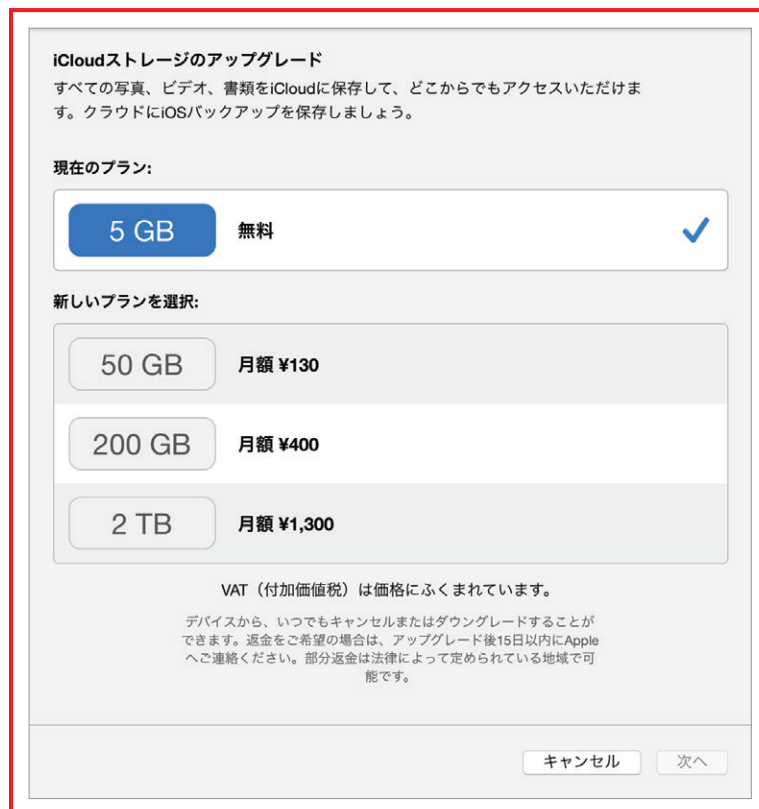 iCloudストレージのアップグレード
すべての写真、ビデオ、書類をiCloudに保存して、どこからでもアクセスいただけま
す。クラウドにiOSバックアップを保存しましょう。
現在のプラン:
5 GB 無料
新しいプランを選択:
50 GB 月額 ¥130
200 GB 月額 ¥400
2 TB 月額 ¥1,300
VAT（付加価値税）は価格にふくまれています。
デバイスから、いつでもキャンセルまたはダウングレードすることが
できます。返金をご希望の場合は、アップグレード後15日以内にApple
へご連絡ください。部分返金は法律によって定められている地域で可
能です。
キャンセル 次へ